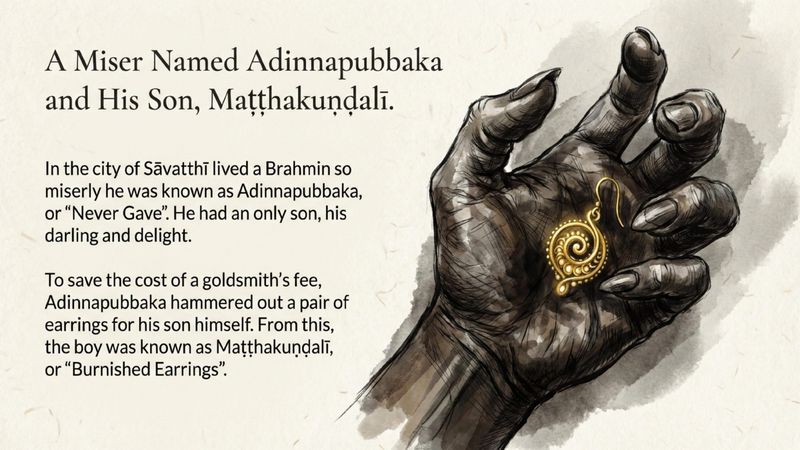 A Miser Named Adinnapubbaka
and His Son, Maṭṭhakuṇḍalī.
In the city of Sāvatthī lived a Brahmin so
miserly he was known as Adinnapubbaka,
or “Never Gave”. He had an only son, his
darling and delight.
To save the cost of a goldsmith’s fee,
Adinnapubbaka hammered out a pair of
earrings for his son himself. From this,
the boy was known as Maṭṭhakuṇḍalī,
or “Burnished Earrings”.